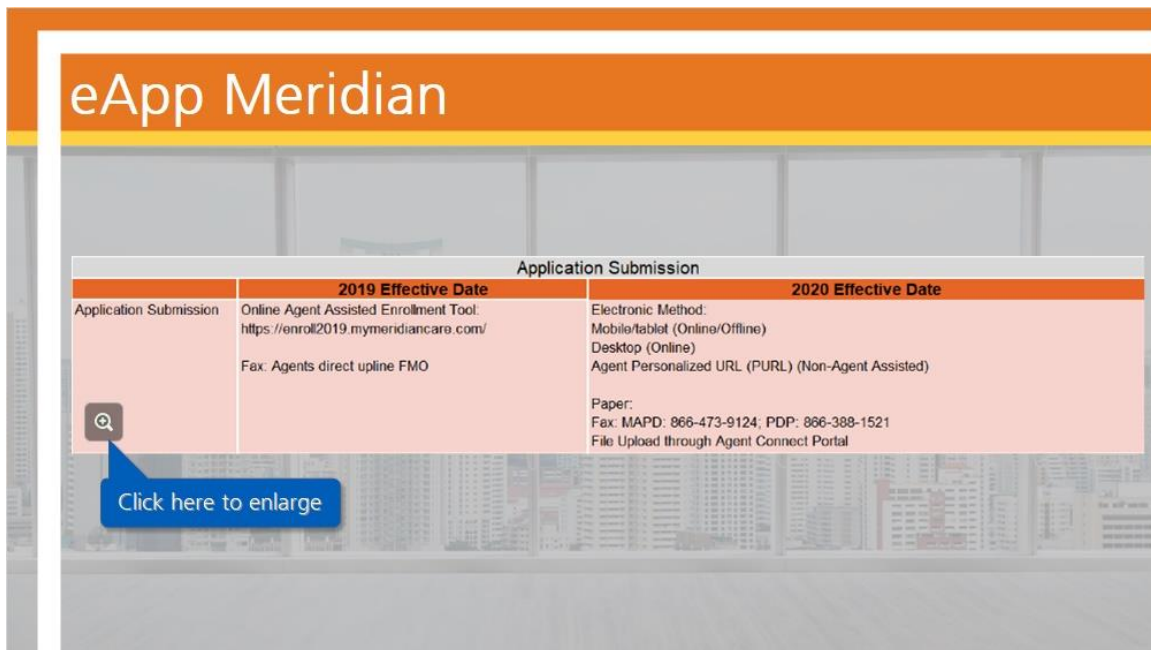 eApp Meridian
Application Submission
2019 Effective Date
2020 Effective Date
Application Submission
Online Agent Assisted Enrollment Tool:
https://enroll2019.mymeridiancare.com/
Fax: Agents direct upline FMO
Electronic Method:
Mobile/tablet (Online/Offline)
Desktop (Online)
Agent Personalized URL (PURL) (Non-Agent Assisted)
Paper:
Fax: MAPD: 866-473-9124; PDP: 866-388-1521
File Upload through Agent Connect Portal
Click here to enlarge